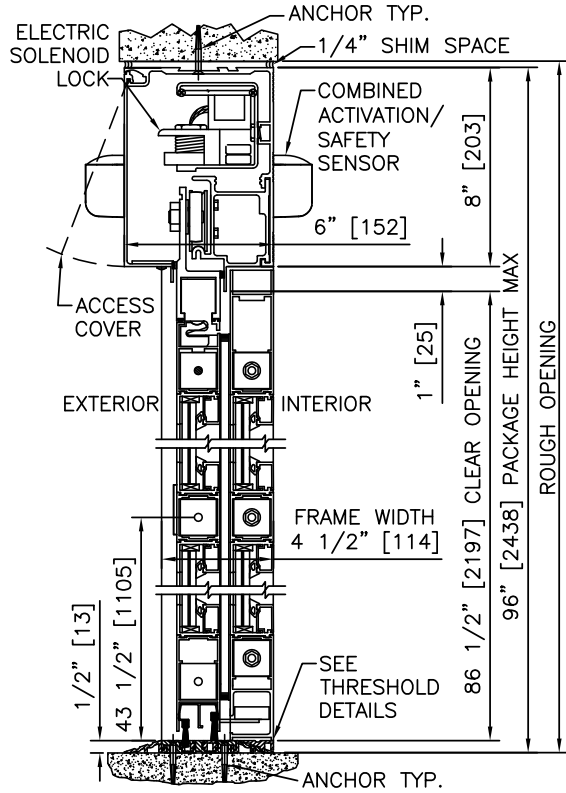 ANCHOR TYP.
ELECTRIC
SOLENOID
LOCK
1/4" SHIM SPACE
COMBINED
ACTIVATION/
SAFETY
SENSOR
8" [203]
6" [152]
ACCESS
COVER
1" [25]
EXTERIOR
INTERIOR
86 1/2" [2197] CLEAR OPENING
96" [2438] PACKAGE HEIGHT MAX
ROUGH OPENING
FRAME WIDTH
4 1/2" [114]
1/2" [13]
43 1/2" [1105]
SEE
THRESHOLD
DETAILS
ANCHOR TYP.